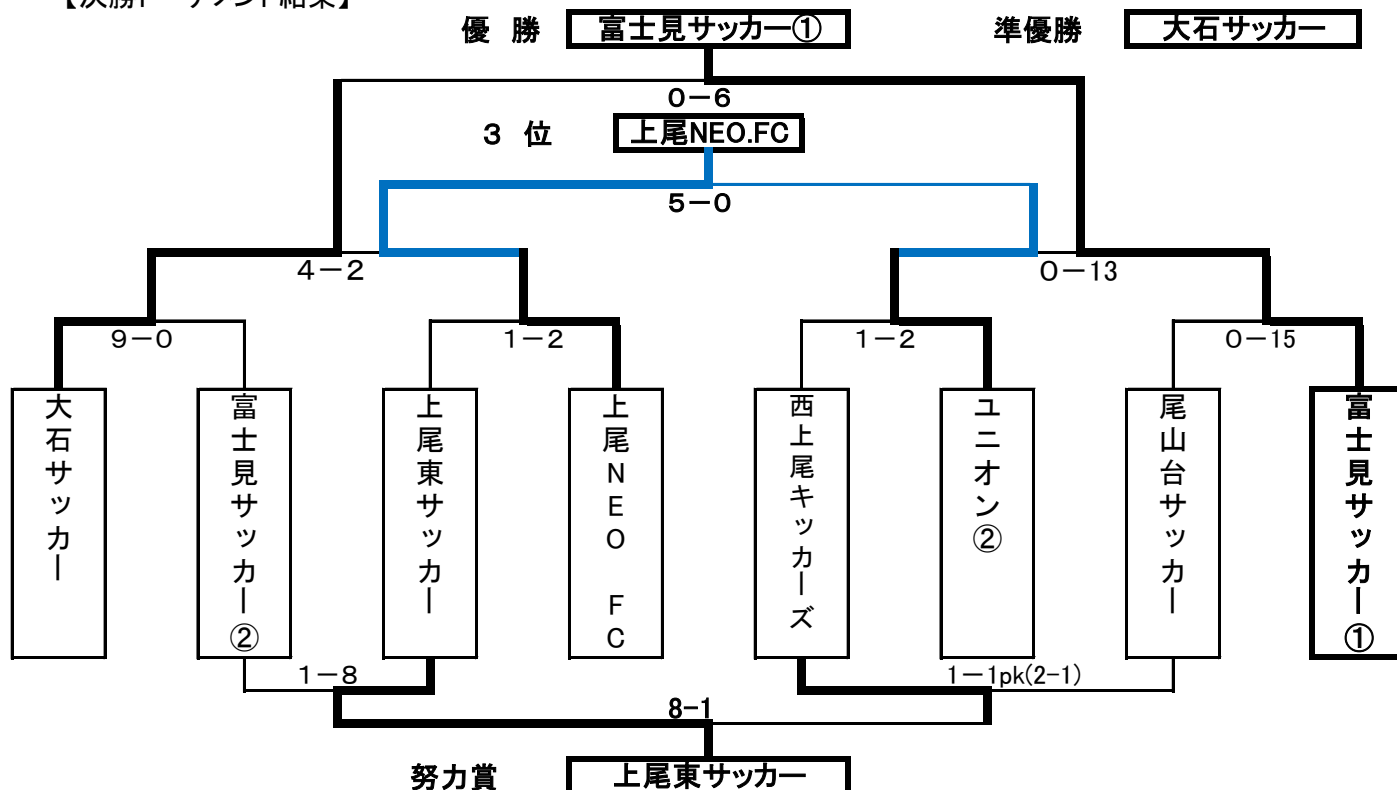 優 勝 富士見サッカー① 準優勝 大石サッカー
0－6
3 位 上尾NEO.FC
5－0
4－2 0－13
9－0 1－2 1－2 0－15
大石サッカー
富士見サッカー②
上尾東サッカー
上尾NEO FC
西上尾キッカーズ
ユニオン②
尾山台サッカー
富士見サッカー①
1－8 1－1pk(2-1)
8-1
努力賞 上尾東サッカー